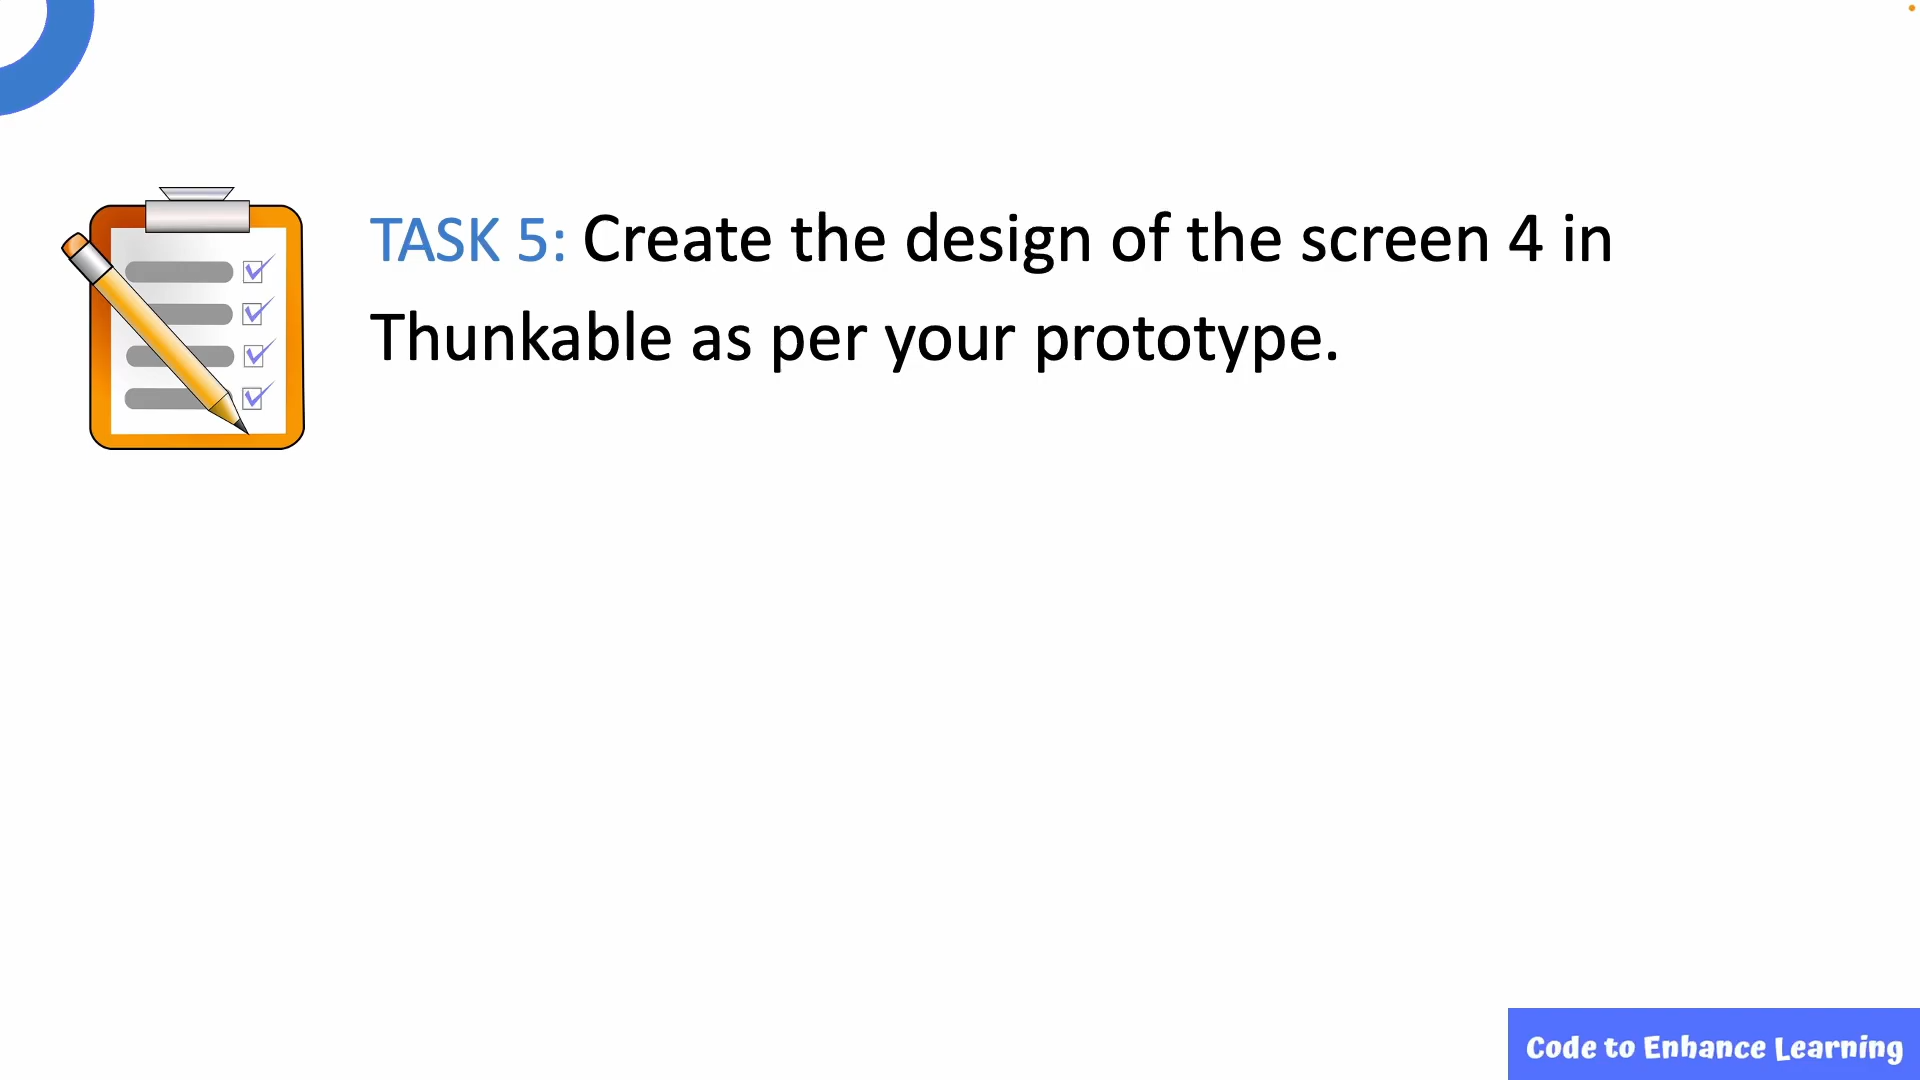 TASK 5: Create the design of the screen 4 in
Thunkable as per your prototype.
Code to Enhance Learning